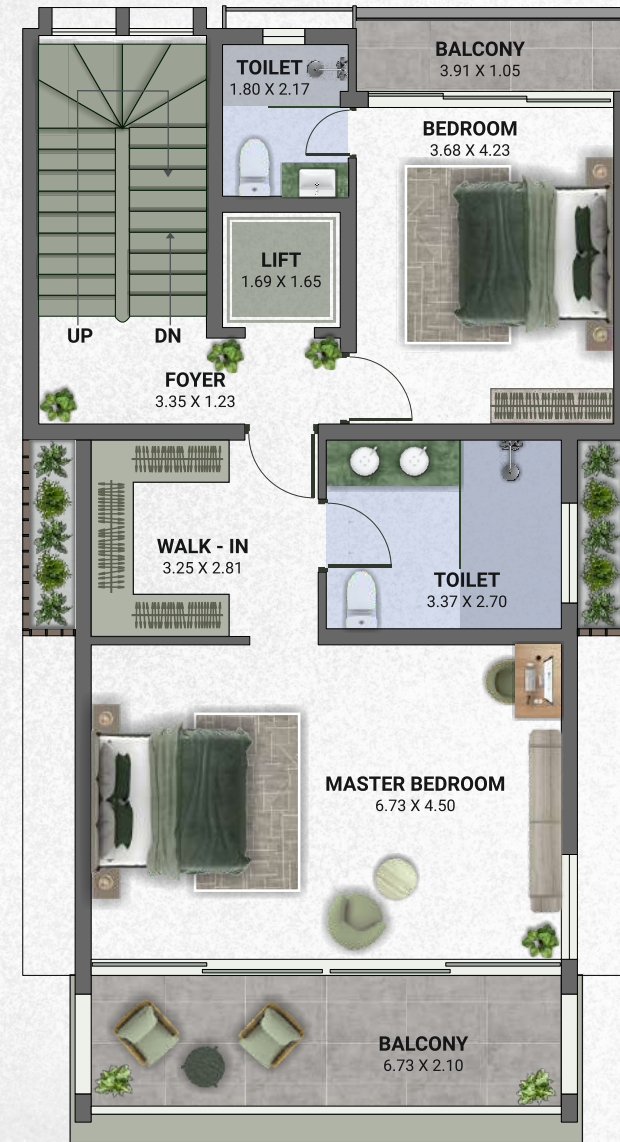 BALCONY
3.91 X 1.05
TOILET
1.80 X 2.17
BEDROOM
3.68 X 4.23
LIFT
1.69 X 1.65
UP
DN
FOYER
3.35 X 1.23
WALK - IN
3.25 X 2.81
TOILET
3.37 X 2.70
MASTER BEDROOM
6.73 X 4.50
BALCONY
6.73 X 2.10